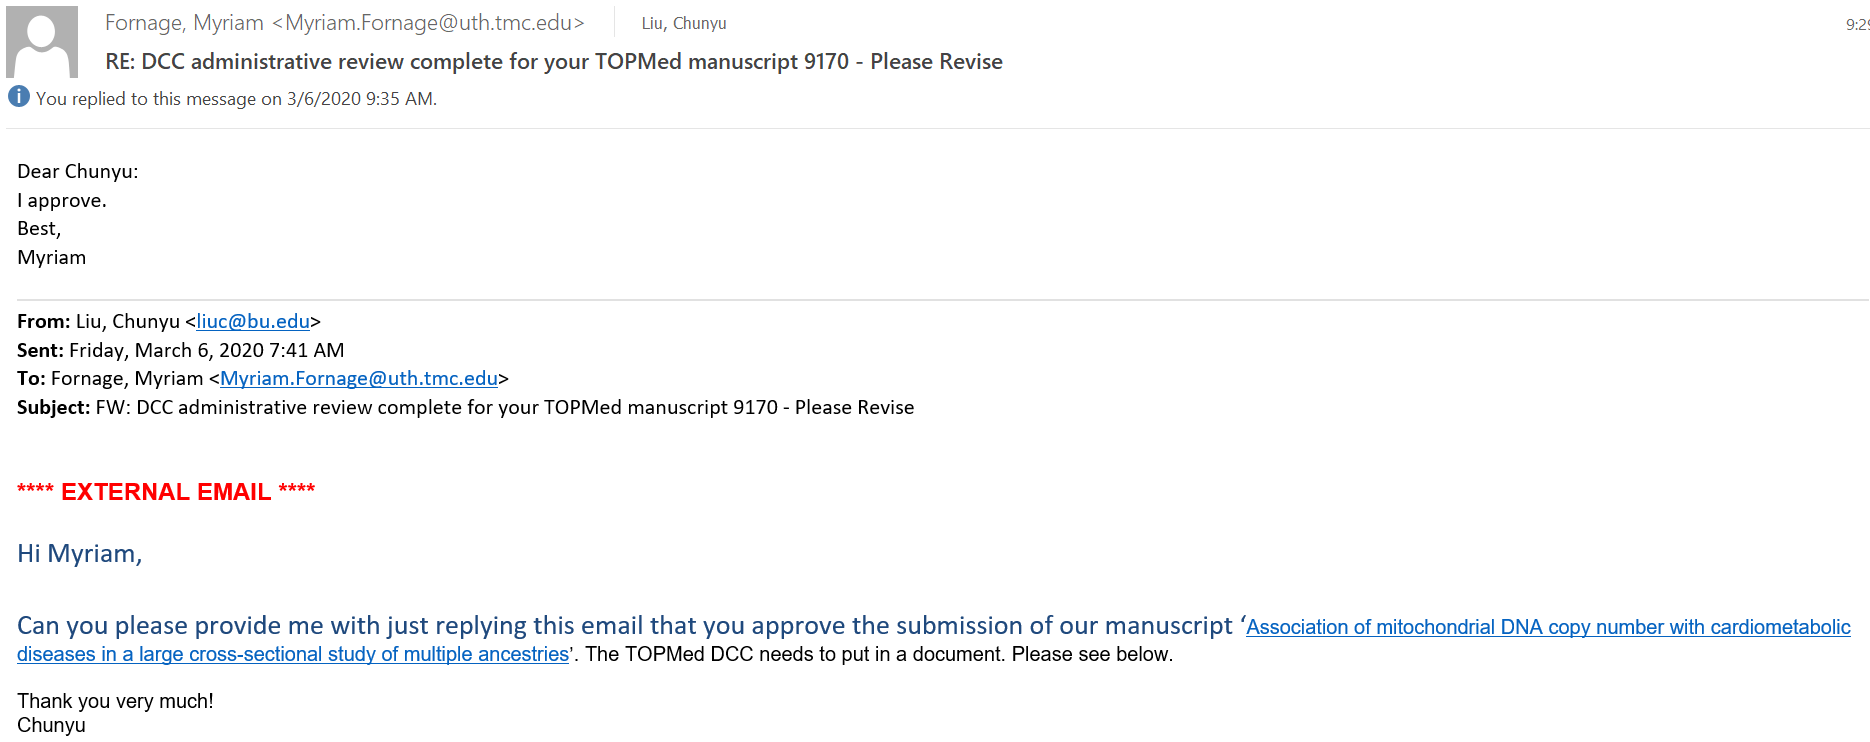 Fornage, Myriam <Myriam.Fornage@uth.tmc.edu> Liu, Chunyu 9:29
RE: DCC administrative review complete for your TOPMed manuscript 9170 - Please Revise
You replied to this message on 3/6/2020 9:35 AM.
Dear Chunyu:
I approve.
Best,
Myriam
From: Liu, Chunyu <liuc@bu.edu>
Sent: Friday, March 6, 2020 7:41 AM
To: Fornage, Myriam <Myriam.Fornage@uth.tmc.edu>
Subject: FW: DCC administrative review complete for your TOPMed manuscript 9170 - Please Revise
**** EXTERNAL EMAIL ****
Hi Myriam,
Can you please provide me with just replying this email that you approve the submission of our manuscript ‘Association of mitochondrial DNA copy number with cardiometabolic
diseases in a large cross-sectional study of multiple ancestries’. The TOPMed DCC needs to put in a document. Please see below.
Thank you very much!
Chunyu